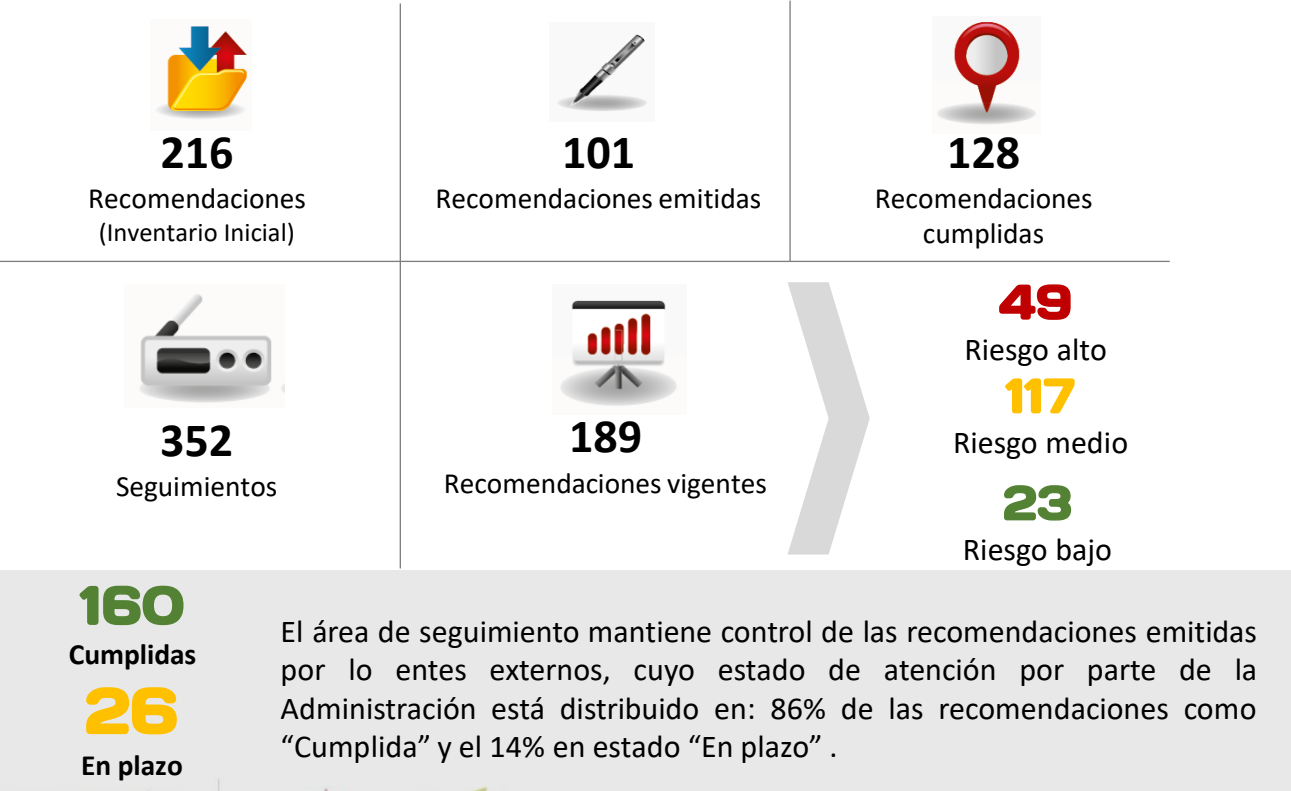 216
Recomendaciones
(Inventario Inicial)
101
Recomendaciones emitidas
128
Recomendaciones
cumplidas
352
Seguimientos
189
Recomendaciones vigentes
49
Riesgo alto
117
Riesgo medio
23
Riesgo bajo
160
Cumplidas
26
En plazo
El área de seguimiento mantiene control de las recomendaciones emitidas
por lo entes externos, cuyo estado de atención por parte de la
Administración está distribuido en: 86% de las recomendaciones como
“Cumplida” y el 14% en estado “En plazo” .